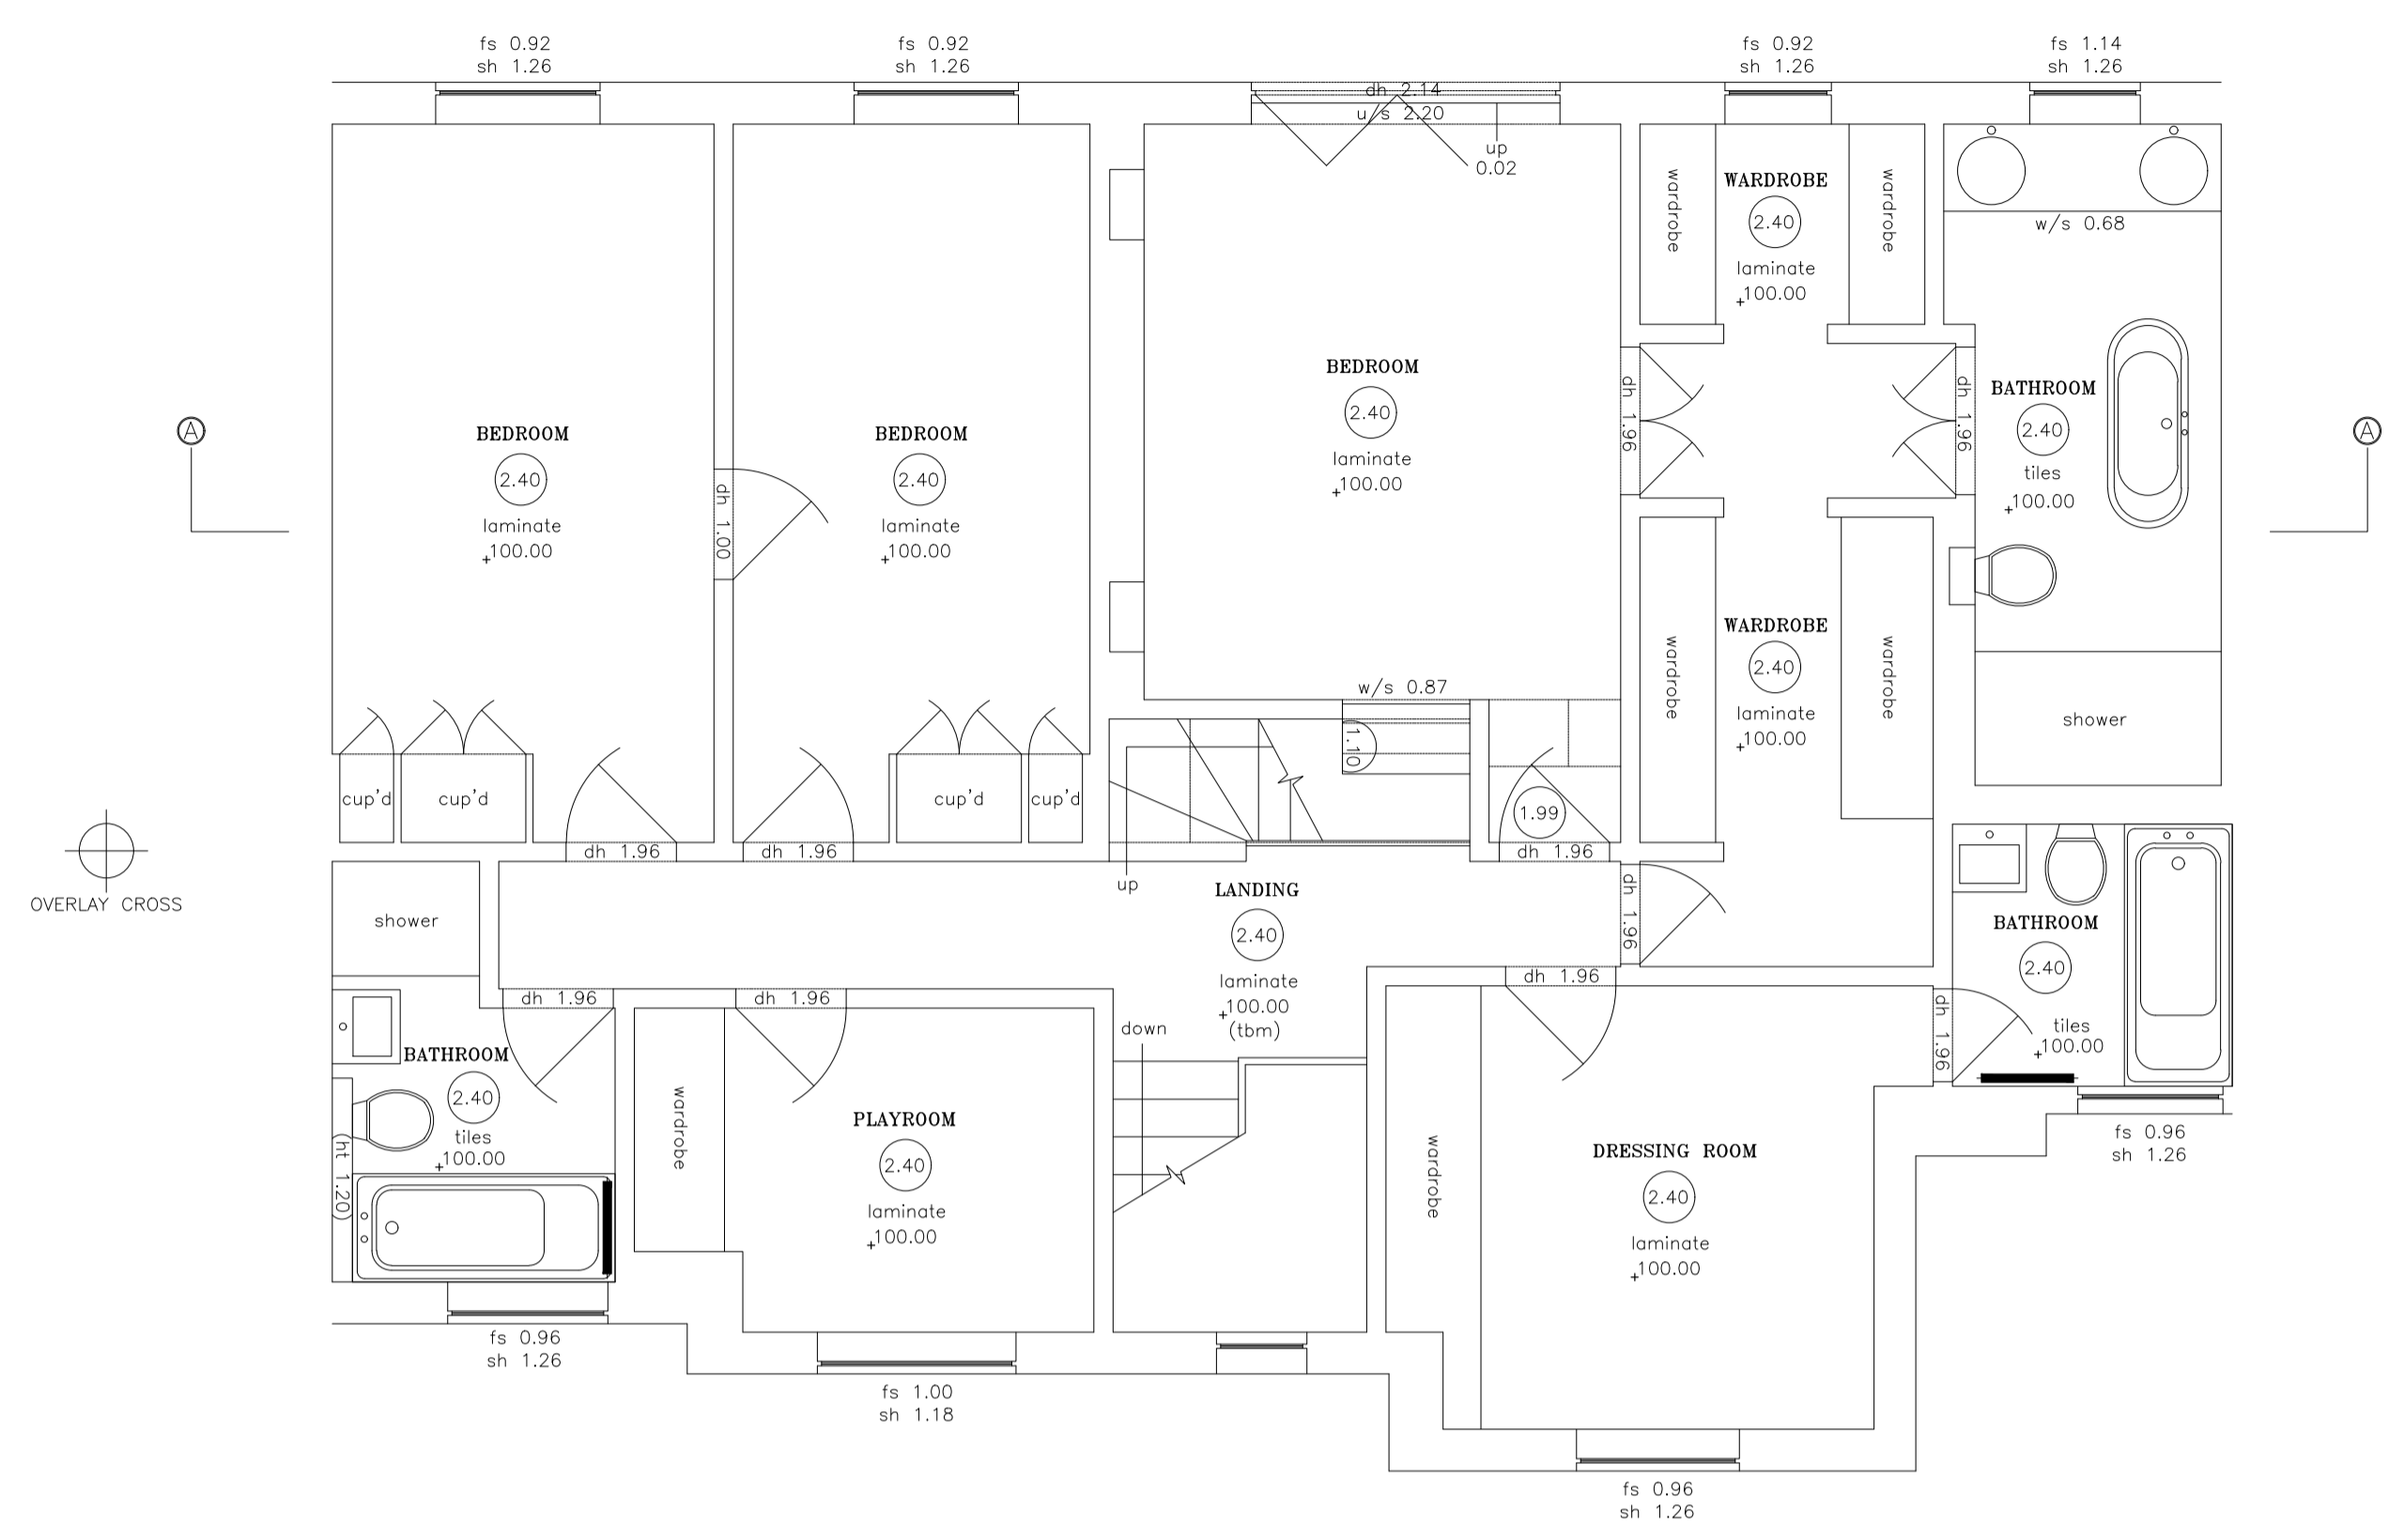 fs 0.92
sh 1.26
fs 0.92
sh 1.26
fs 0.92
sh 1.26
fs 1.14
sh 1.26
dh 2.14
u/s 2.20
up
0.02
wardrobe
WARDROBE
2.40
laminate
+100.00
wardrobe
w/s 0.68
BEDROOM
2.40
laminate
+100.00
dh 1.00
BEDROOM
2.40
laminate
+100.00
BEDROOM
2.40
laminate
+100.00
dh 1.96
dh 1.96
BATHROOM
2.40
tiles
+100.00
A
A
wardrobe
WARDROBE
2.40
laminate
+100.00
wardrobe
shower
w/s 0.87
1.10
cup'd
cup'd
cup'd
cup'd
1.99
dh 1.96
dh 1.96
dh 1.96
up
OVERLAY CROSS
shower
LANDING
2.40
laminate
+100.00
(tbm)
dh 1.96
dh 1.96
BATHROOM
2.40
tiles
+100.00
dh 1.96
dh 1.96
dh 1.96
down
BATHROOM
2.40
tiles
+100.00
ht 1.20
wardrobe
PLAYROOM
2.40
laminate
+100.00
wardrobe
DRESSING ROOM
2.40
laminate
+100.00
fs 0.96
sh 1.26
fs 0.96
sh 1.26
fs 1.00
sh 1.18
fs 0.96
sh 1.26